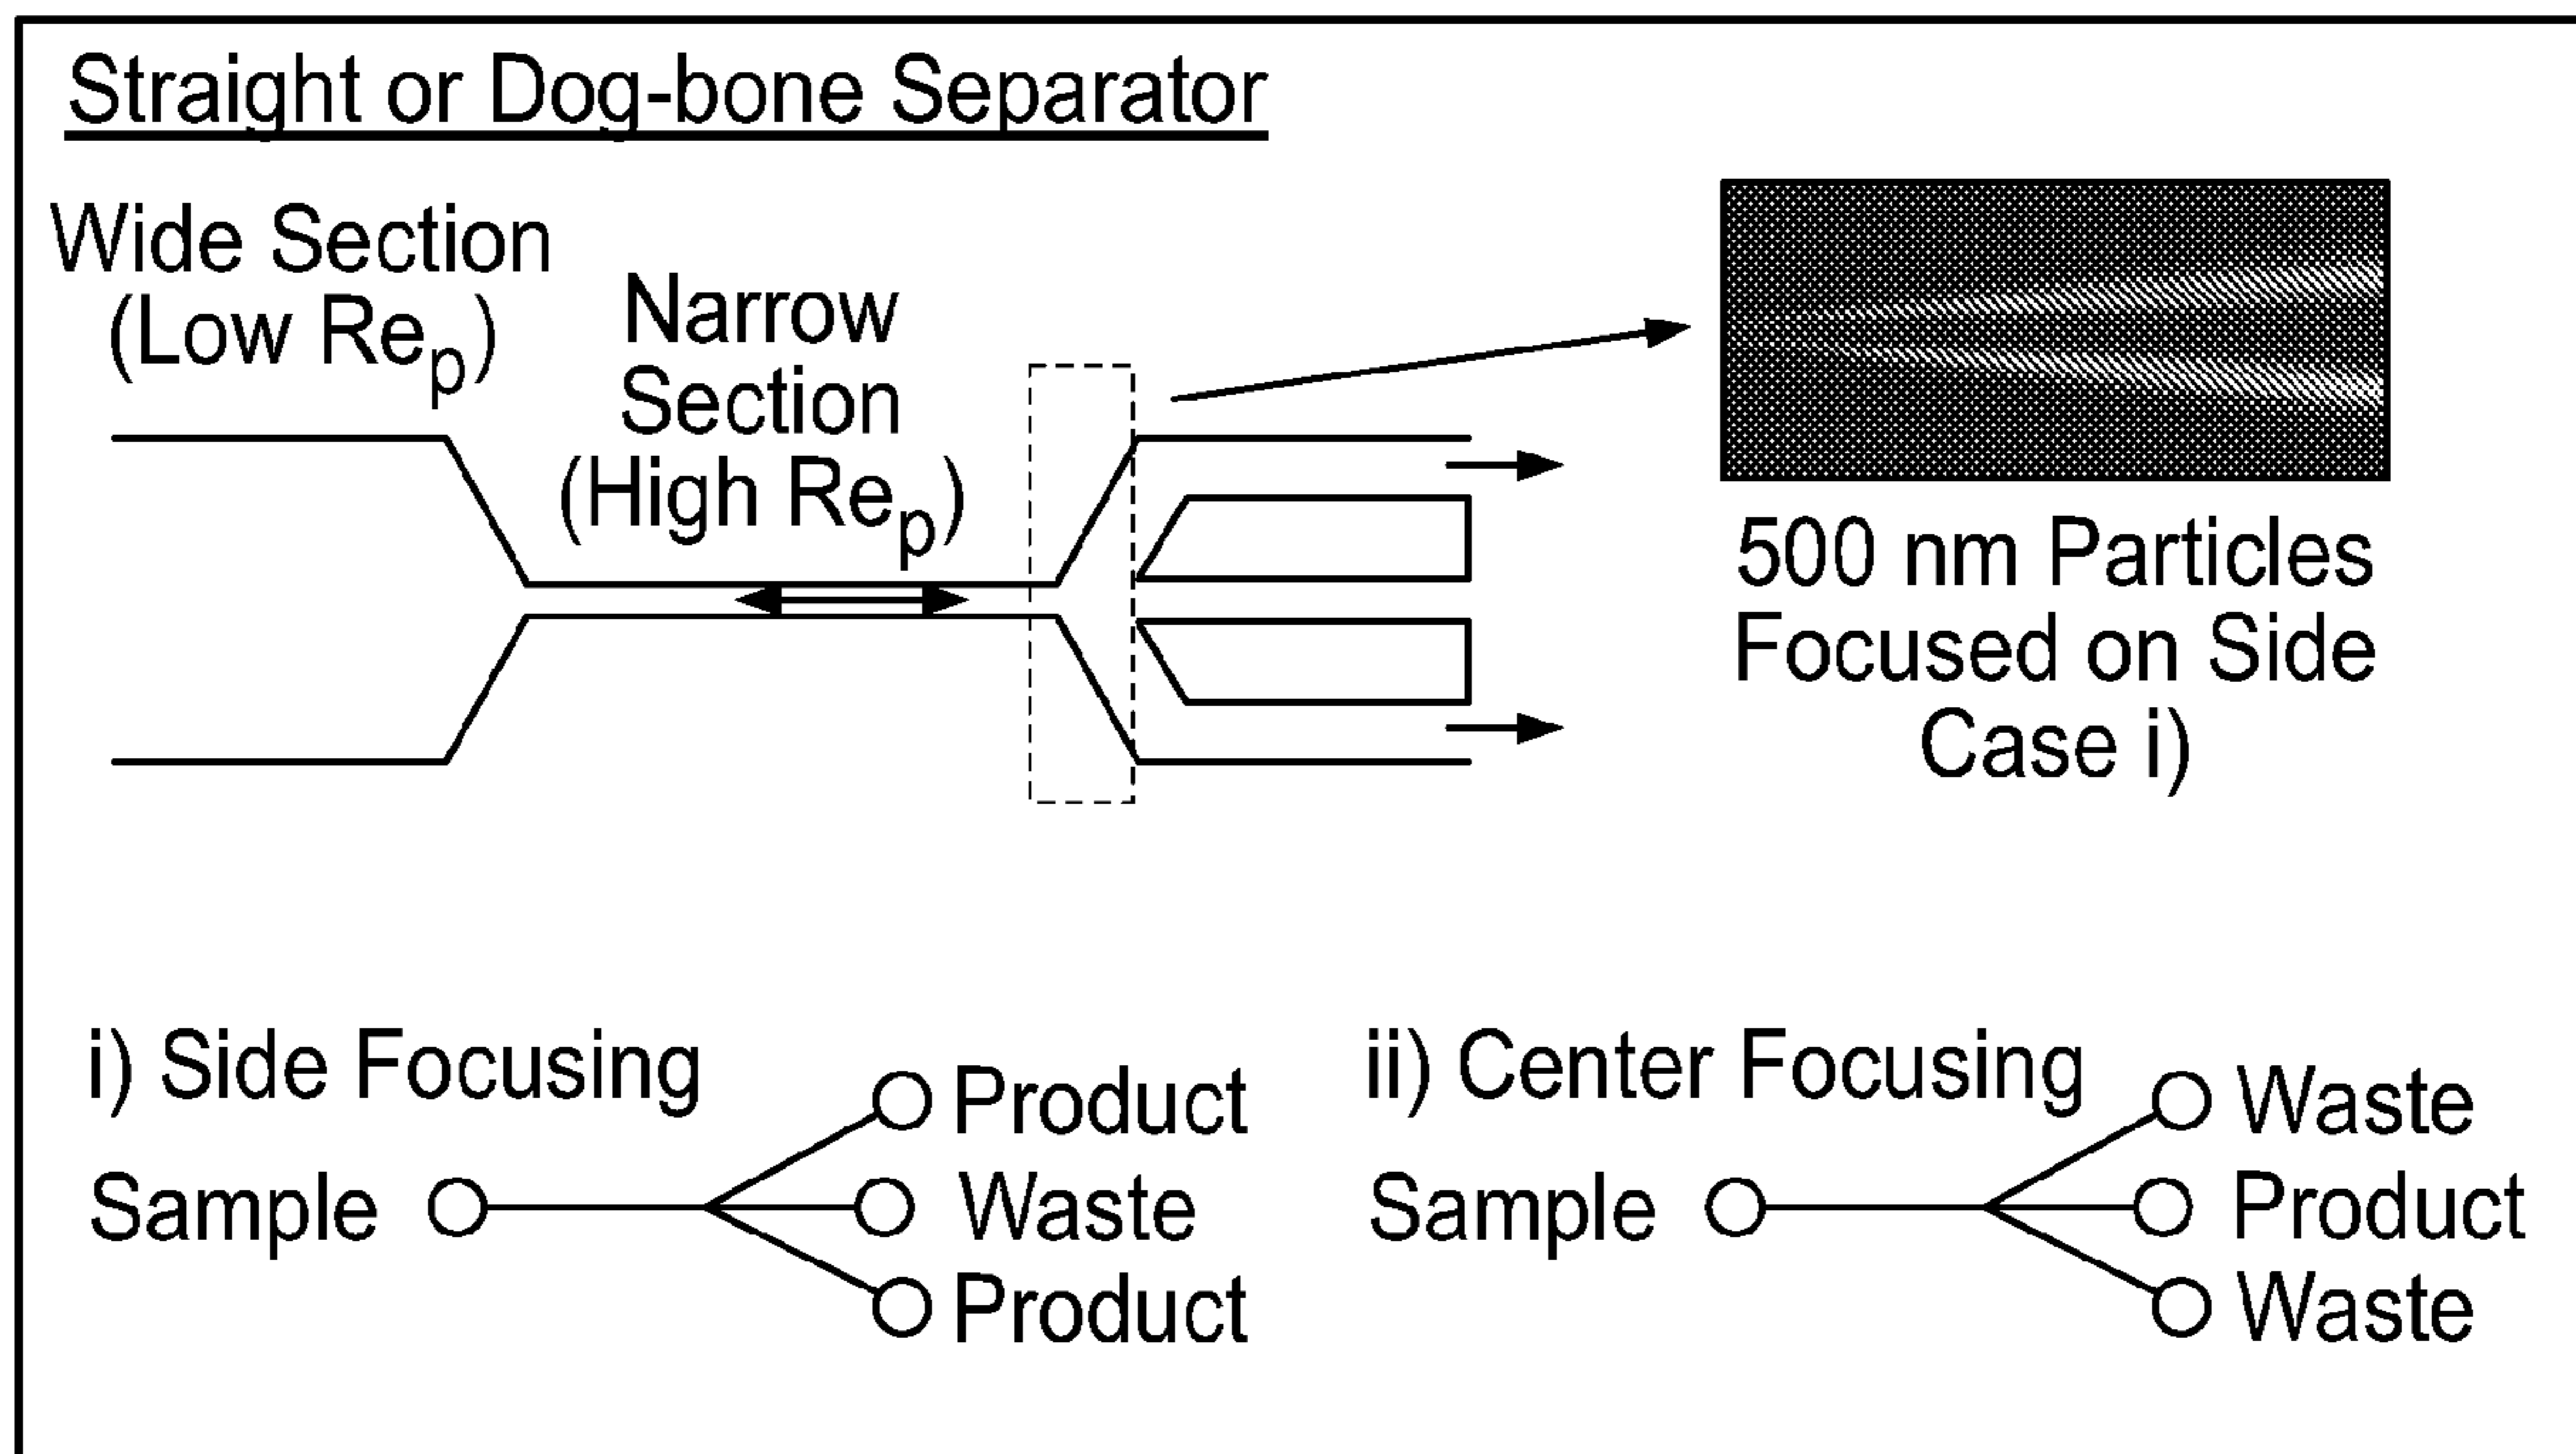 Straight or Dog-bone Separator
Wide Section
(Low Rep)
Narrow
Section
(High Rep)
500 nm Particles
Focused on Side
Case i)
i) Side Focusing
Sample
Product
Waste
Product
ii) Center Focusing
Sample
Waste
Product
Waste